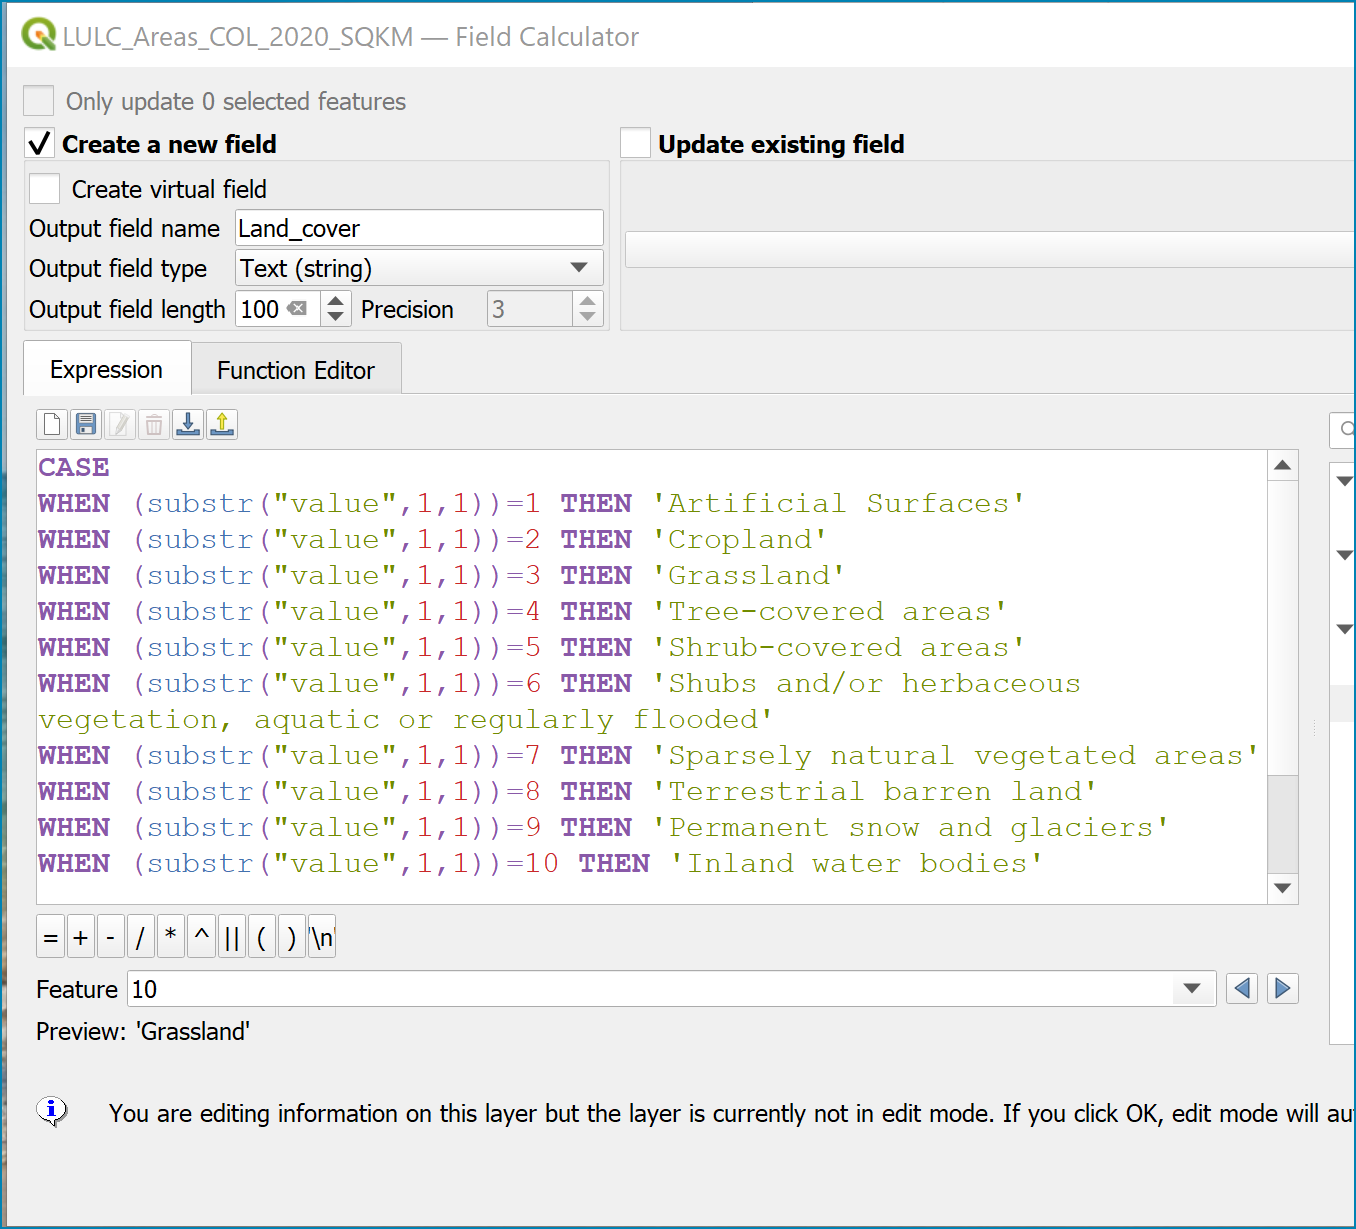 LULC_Areas_COL_2020_SQKM — Field Calculator
Only update 0 selected features
Create a new field
Update existing field
Create virtual field
Output field name Land_cover
Output field type Text (string)
Output field length 100 Precision 3
Expression Function Editor
CASE
WHEN (substr("value",1,1))=1 THEN 'Artificial Surfaces'
WHEN (substr("value",1,1))=2 THEN 'Cropland'
WHEN (substr("value",1,1))=3 THEN 'Grassland'
WHEN (substr("value",1,1))=4 THEN 'Tree-covered areas'
WHEN (substr("value",1,1))=5 THEN 'Shrub-covered areas'
WHEN (substr("value",1,1))=6 THEN 'Shubs and/or herbaceous
vegetation, aquatic or regularly flooded'
WHEN (substr("value",1,1))=7 THEN 'Sparsely natural vegetated areas'
WHEN (substr("value",1,1))=8 THEN 'Terrestrial barren land'
WHEN (substr("value",1,1))=9 THEN 'Permanent snow and glaciers'
WHEN (substr("value",1,1))=10 THEN 'Inland water bodies'
= + - / * ^ || ( ) '\n'
Feature 10
Preview: 'Grassland'
You are editing information on this layer but the layer is currently not in edit mode. If you click OK, edit mode will au